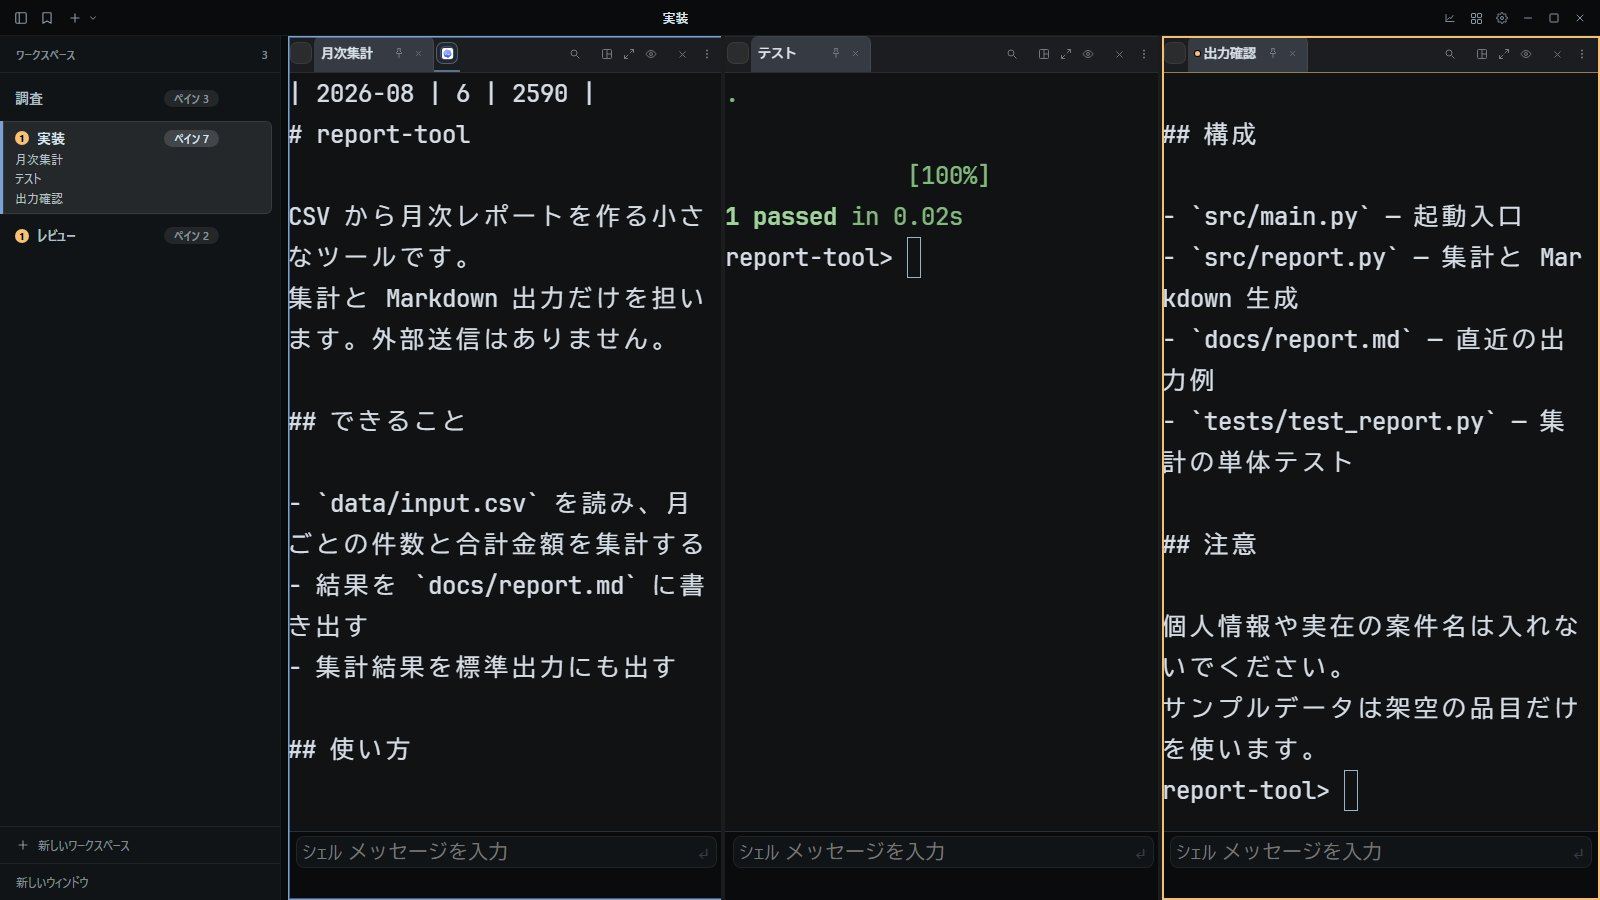 実装
ワークスペース 3
調査 ペイン 3
1 実装 ペイン 7
月次集計
テスト
出力確認
1 レビュー ペイン 2
+ 新しいワークスペース
新しいウィンドウ
月次集計
| 2026-08 | 6 | 2590 |
# report-tool
CSV から月次レポートを作る小さ
なツールです。
集計と Markdown 出力だけを担い
ます。外部送信はありません。
## できること
- `data/input.csv` を読み、月
ごとの件数と合計金額を集計する
- 結果を `docs/report.md` に書
き出す
- 集計結果を標準出力にも出す
## 使い方
シェル メッセージを入力
テスト
.
[100%]
1 passed in 0.02s
report-tool>
シェル メッセージを入力
出力確認
## 構成
- `src/main.py` — 起動入口
- `src/report.py` — 集計と Mar
kdown 生成
- `docs/report.md` — 直近の出
力例
- `tests/test_report.py` — 集
計の単体テスト
## 注意
個人情報や実在の案件名は入れな
いでください。
サンプルデータは架空の品目だけ
を使います。
report-tool>
シェル メッセージを入力